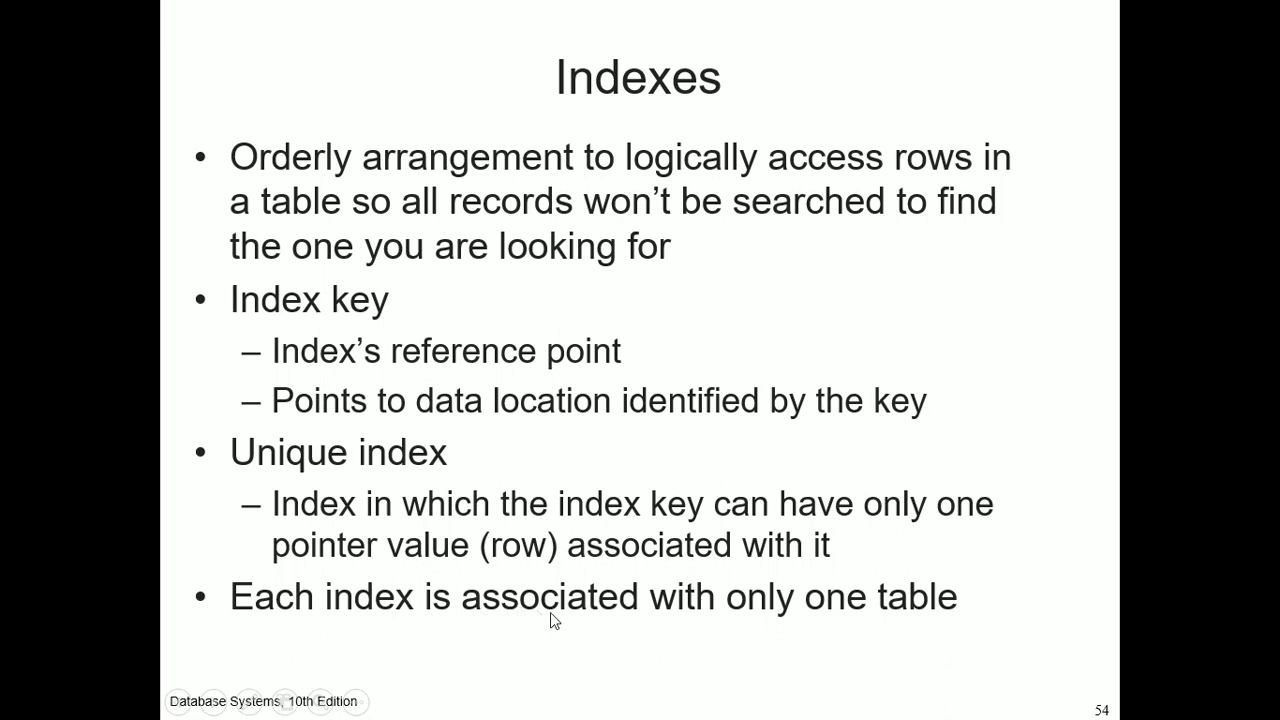 Indexes
• Orderly arrangement to logically access rows in
a table so all records won’t be searched to find
the one you are looking for
• Index key
– Index’s reference point
– Points to data location identified by the key
• Unique index
– Index in which the index key can have only one
pointer value (row) associated with it
• Each index is associated with only one table
Database Systems, 10th Edition
54